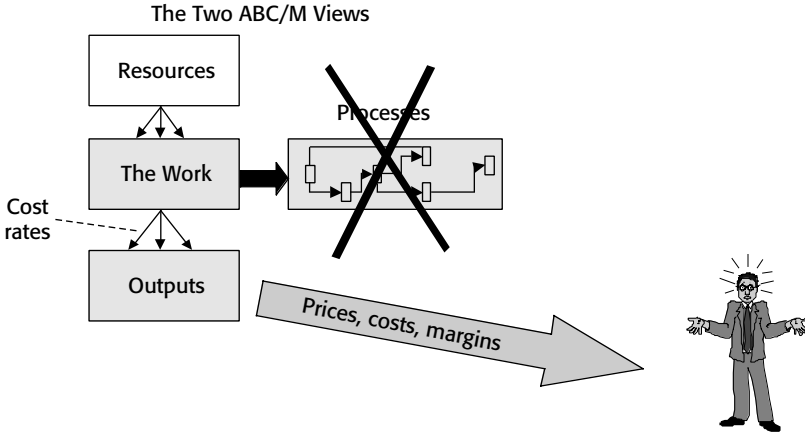 The Two ABC/M Views
Resources
Processes
The Work
Cost
rates
Outputs
Prices, costs, margins